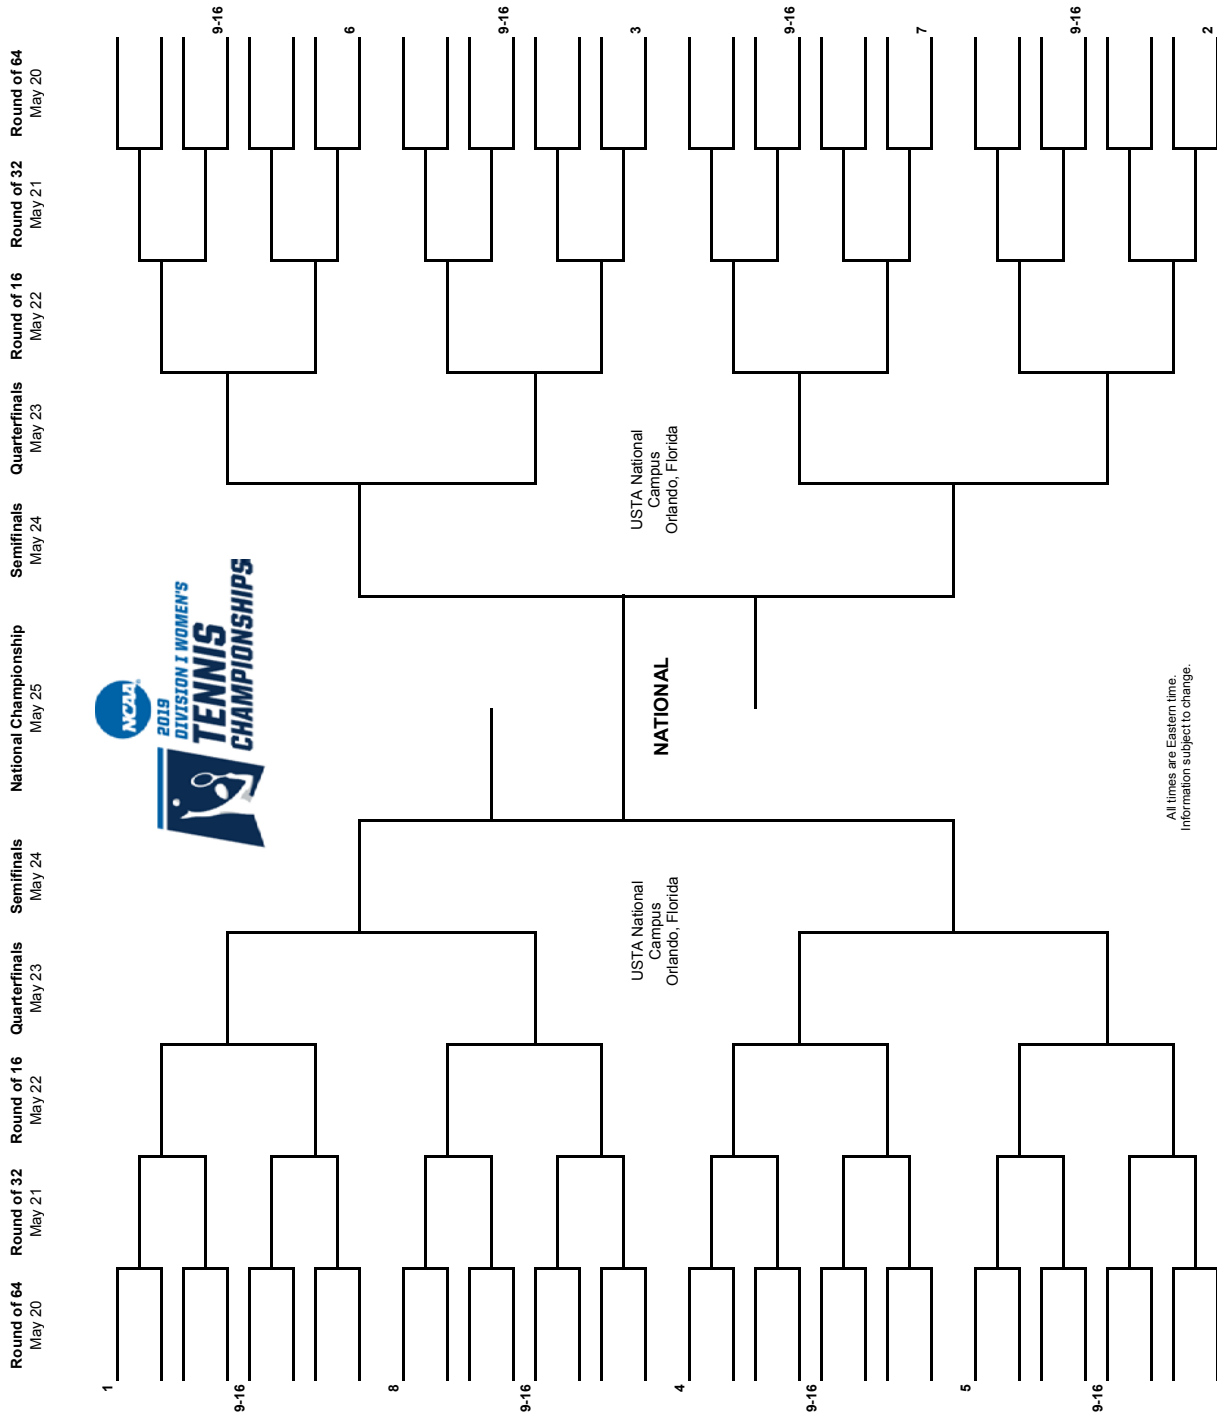 Round of 64 Round of 32 Round of 16 Quarterfinals Semifinals National Championship Semifinals Quarterfinals Round of 16 Round of 32 Round of 64
May 20 May 21 May 22 May 23 May 24 May 25 May 24 May 23 May 22 May 21 May 20
1
NCAA
2019
DIVISION I WOMEN'S
TENNIS
CHAMPIONSHIPS
9-16
9-16
6
8
9-16
9-16
3
USTA National
Campus
Orlando, Florida
USTA National
Campus
Orlando, Florida
NATIONAL
4
9-16
9-16
7
5
9-16
9-16
All times are Eastern time.
Information subject to change.
2